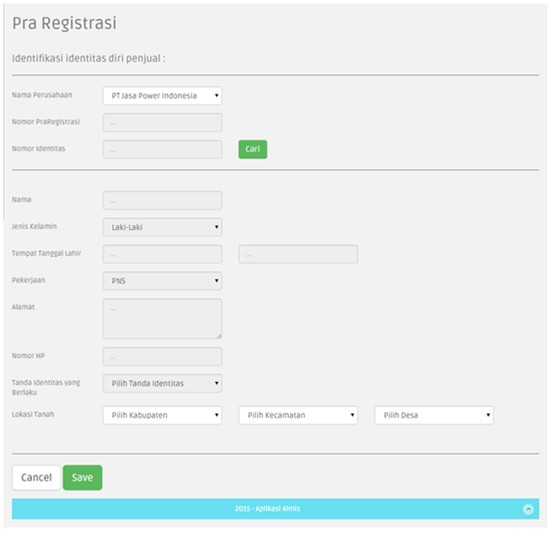 Pra Registrasi
Identifikasi identitas diri penjual :
Nama Perusahaan PT.Jasa Power Indonesia
Nomor PraRegistrasi ...
Nomor Identitas ... Cari
Nama ...
Jenis Kelamin Laki-Laki
Tempat Tanggal Lahir ... ...
Pekerjaan PNS
Alamat ...
Nomor HP ...
Tanda Identitas yang
Berlaku Pilih Tanda Identitas
Lokasi Tanah Pilih Kabupaten Pilih Kecamatan Pilih Desa
Cancel Save
2015 - Aplikasi Almis